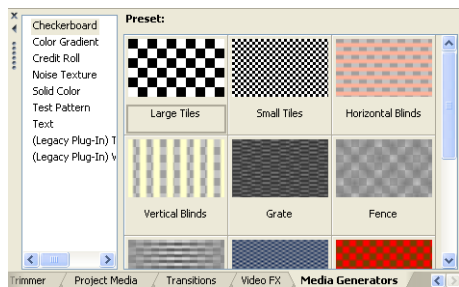 Preset:
Checkerboard
Color Gradient
Credit Roll
Noise Texture
Solid Color
Test Pattern
Text
(Legacy Plug-In) T
(Legacy Plug-In)
Large Tiles
Small Tiles
Horizontal Blinds
Vertical Blinds
Grate
Fence
Trimmer
Project Media
Transitions
Video FX
Media Generators